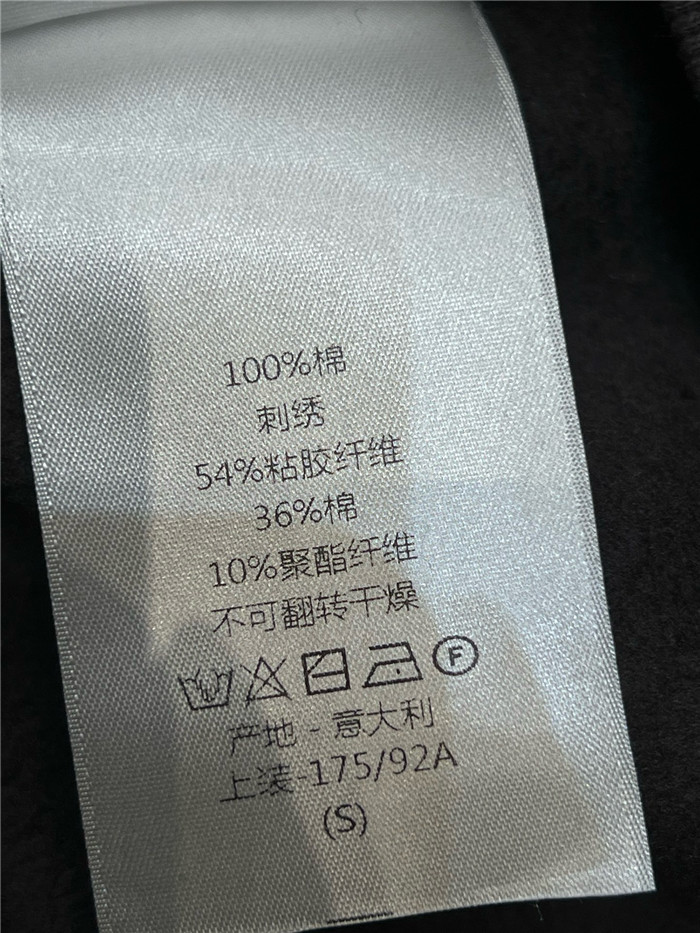 100%棉
刺绣
54%粘胶纤维
36%棉
10%聚酯纤维
不可翻转干燥
F
产地 - 意大利
上装-175/92A
(S)